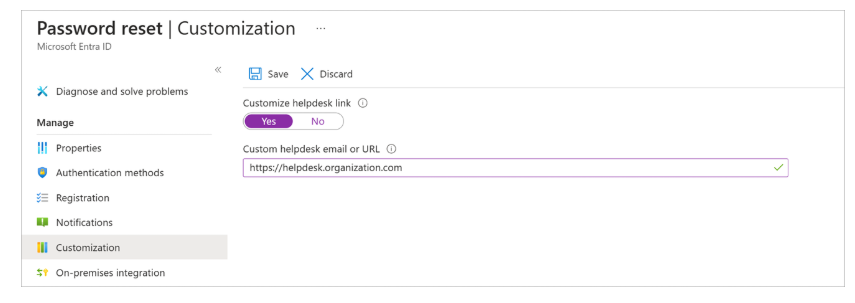 Password reset | Customization ...
Microsoft Entra ID
«
Save Discard
Diagnose and solve problems
Customize helpdesk link
Manage
Yes No
Properties
Custom helpdesk email or URL
Authentication methods
https://helpdesk.organization.com
Registration
Notifications
Customization
On-premises integration